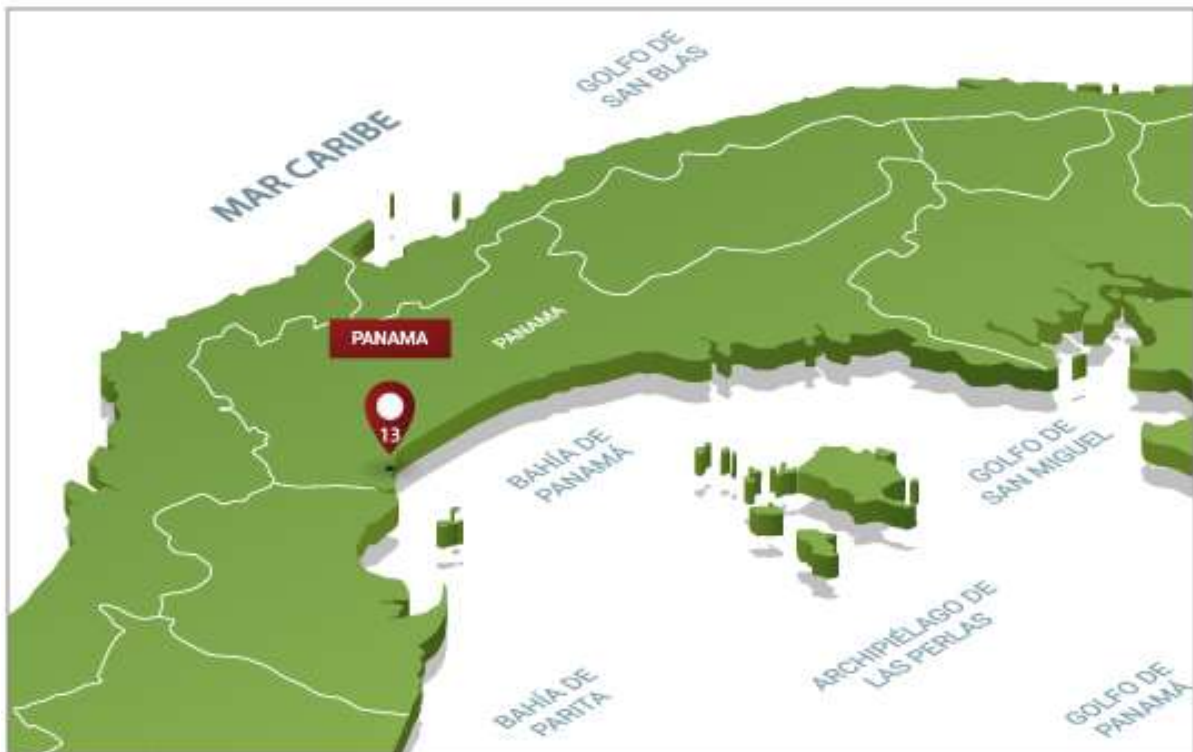 GOLFO DE
SAN BLAS
MAR CARIBE
PANAMA
PANAMA
13
BAHÍA DE
PANAMÁ
GOLFO DE
SAN MIGUEL
ARCHIPIÉLAGO DE
LAS PERLAS
BAHÍA DE
PARITA
GOLFO DE
PANAMÁ